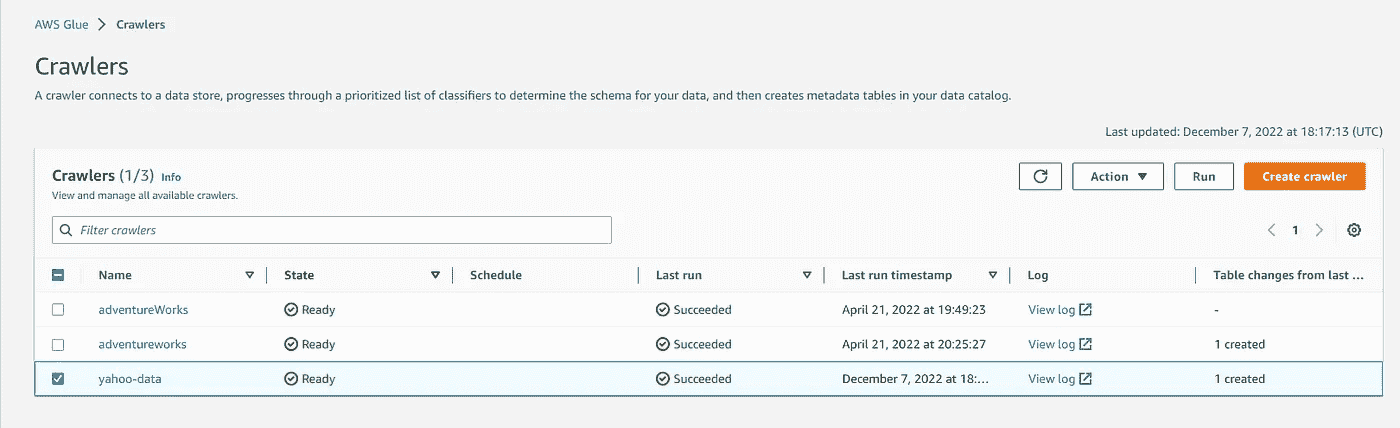 AWS Glue > Crawlers
Crawlers
A crawler connects to a data store, progresses through a prioritized list of classifiers to determine the schema for your data, and then creates metadata tables in your data catalog.
Last updated: December 7, 2022 at 18:17:13 (UTC)
Crawlers (1/3) Info
View and manage all available crawlers.
Action Run Create crawler
Filter crawlers
1
Name State Schedule Last run Last run timestamp Log Table changes from last ...
adventureWorks Ready Succeeded April 21, 2022 at 19:49:23 View log -
adventureworks Ready Succeeded April 21, 2022 at 20:25:27 View log 1 created
yahoo-data Ready Succeeded December 7, 2022 at 18:... View log 1 created